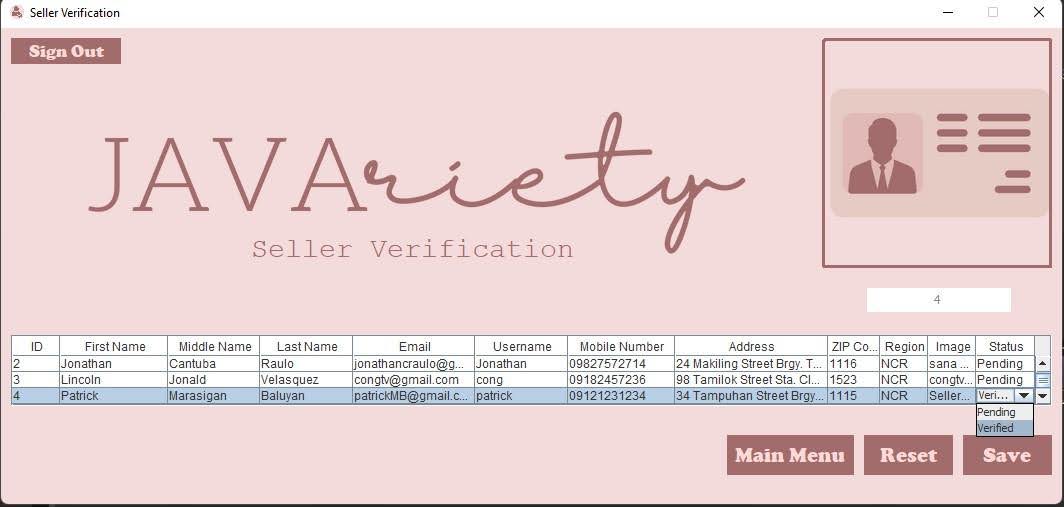 Seller Verification
Sign Out
JAVAriety
Seller Verification
4
ID First Name Middle Name Last Name Email Username Mobile Number Address ZIP Co... Region Image Status
2 Jonathan Cantuba Raulo jonathancraulo@g... Jonathan 09827572714 24 Makiling Street Brgy. T... 1116 NCR sana ... Pending
3 Lincoln Jonald Velasquez congtv@gmail.com cong 09182457236 98 Tamilok Street Sta. Cl... 1523 NCR congtv... Pending
4 Patrick Marasigan Baluyan patrickMB@gmail.c... patrick 09121231234 34 Tampuhan Street Brgy... 1115 NCR Seller... Veri...
Pending
Verified
Main Menu Reset Save